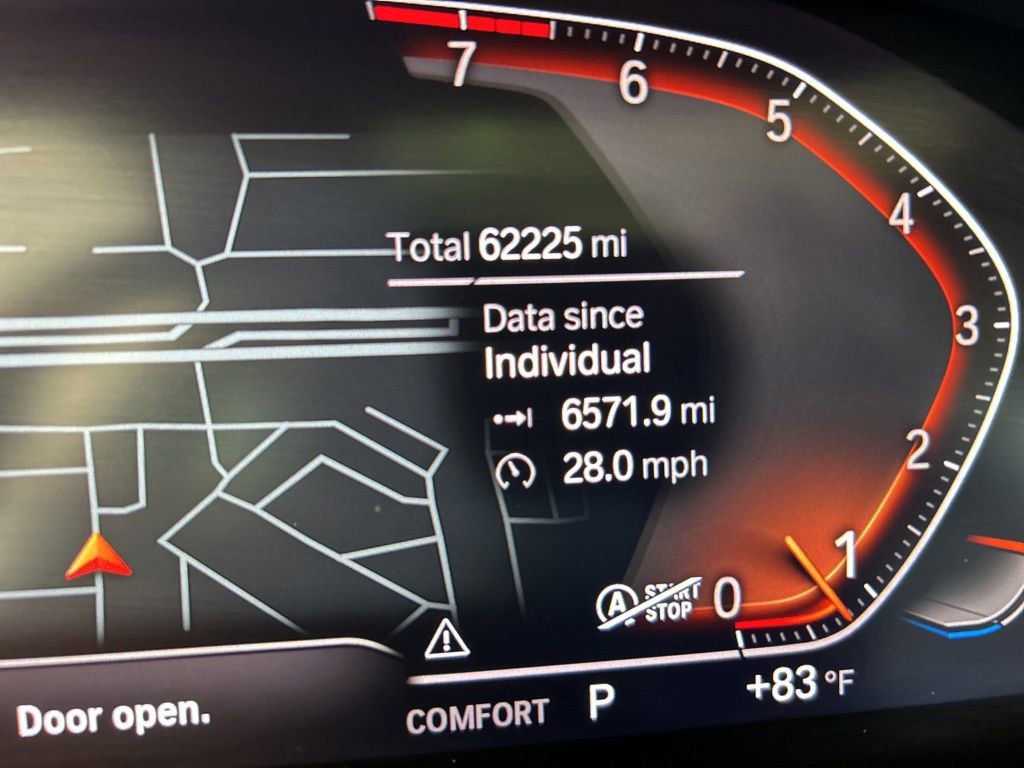 7
6
5
4
3
2
1
0
Total 62225 mi
Data since
Individual
6571.9 mi
28.0 mph
A START
STOP
Door open.
COMFORT P +83 °F